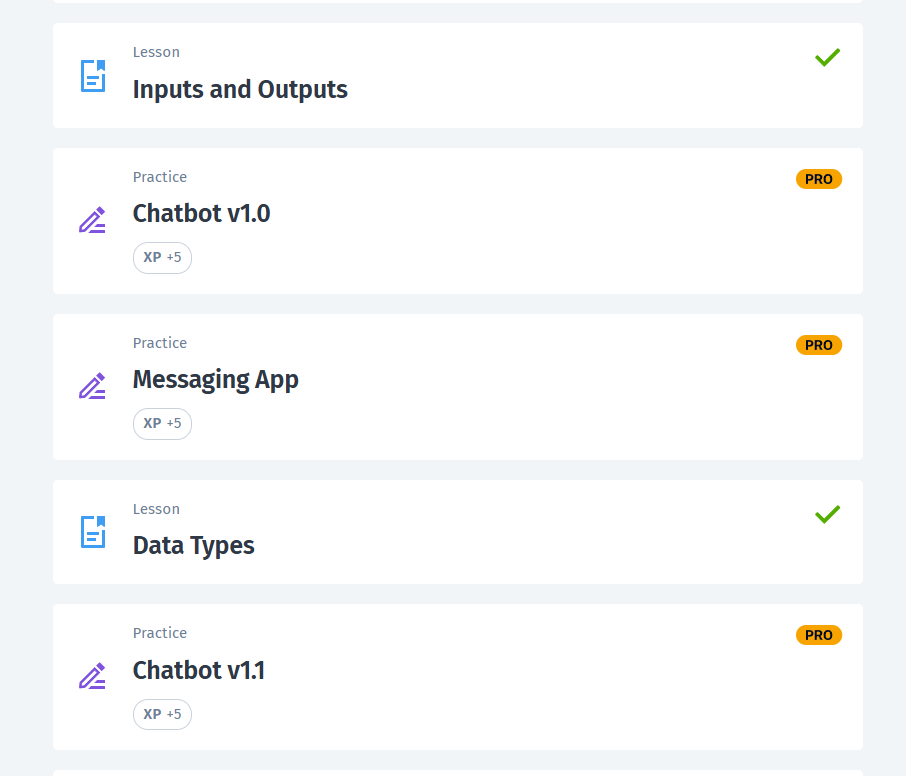 Lesson
Inputs and Outputs
Practice
PRO
Chatbot v1.0
XP +5
Practice
PRO
Messaging App
XP +5
Lesson
Data Types
Practice
PRO
Chatbot v1.1
XP +5